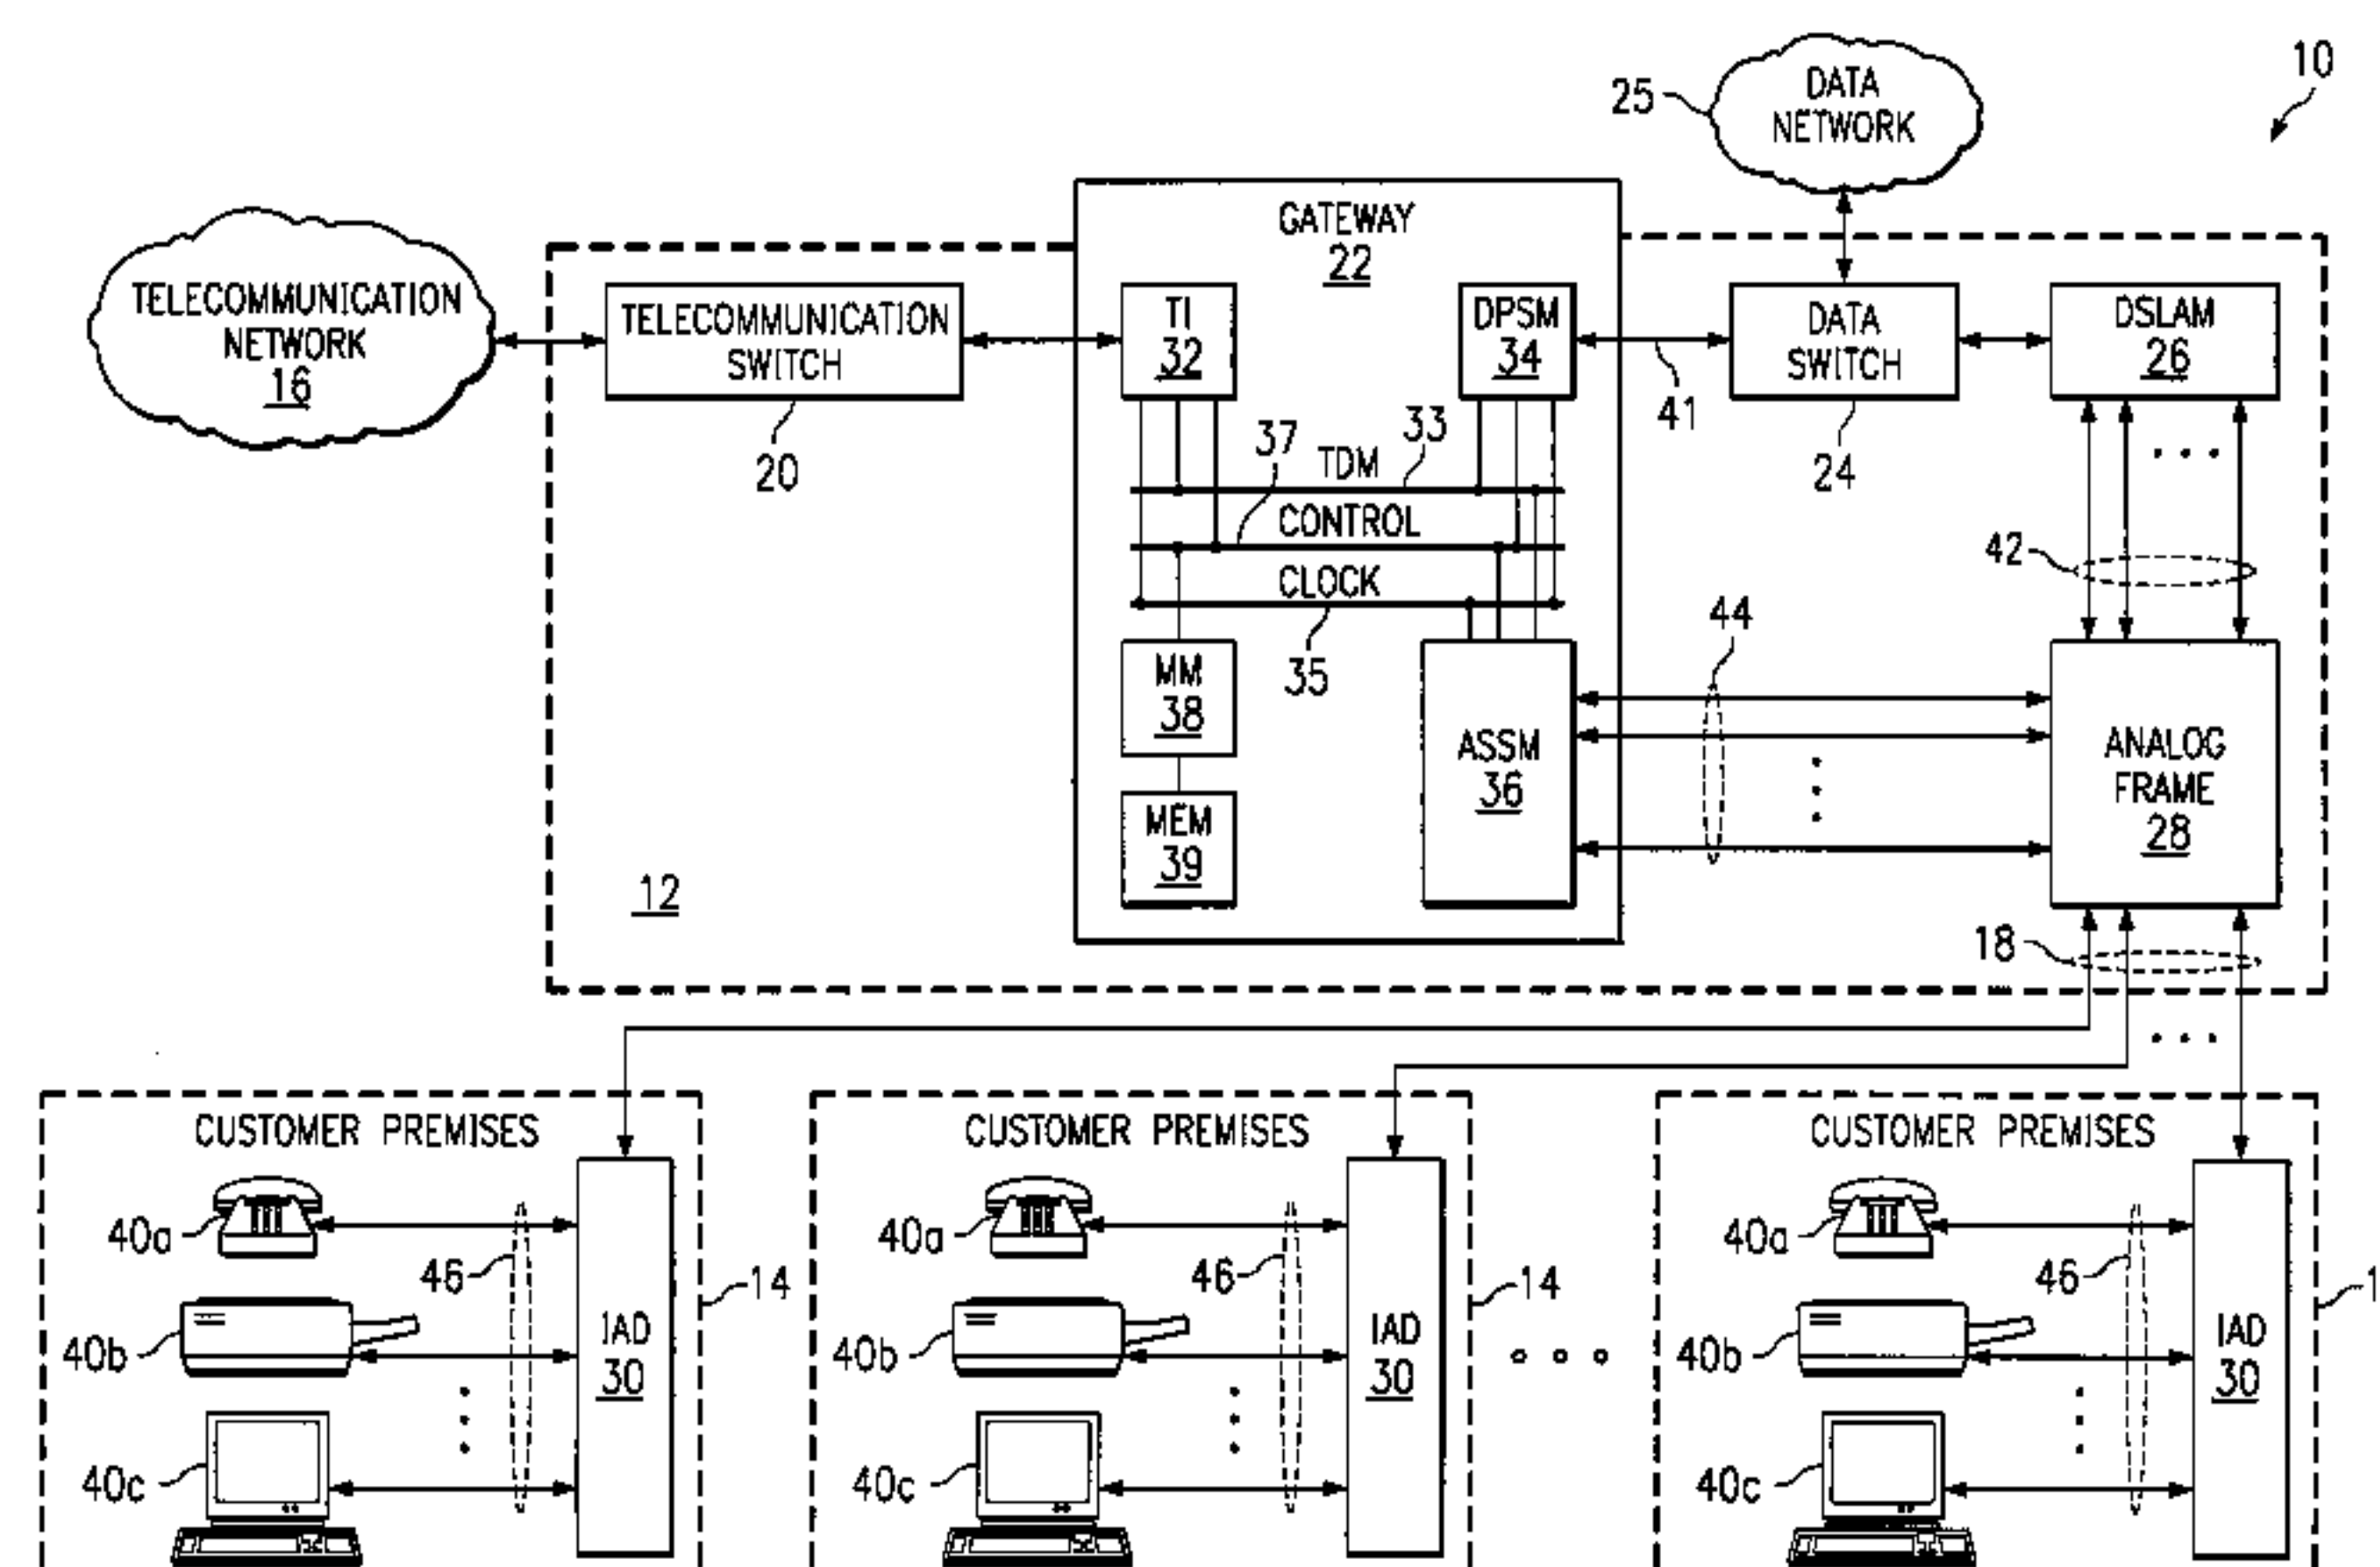 10
25
DATA
NETWORK
GATEWAY
22
TELECOMMUNICATION
NETWORK
16
TELECOMMUNICATION
SWITCH
20
TI
32
DPSM
34
41
DATA
SWITCH
24
DSLAM
26
33
37
TDM
CONTROL
CLOCK
35
42
44
MM
38
MEM
39
ASSM
36
ANALOG
FRAME
28
12
18
CUSTOMER PREMISES
40a
46
14
40b
IAD
30
40c
CUSTOMER PREMISES
40a
46
14
40b
IAD
30
40c
CUSTOMER PREMISES
40a
46
1
40b
IAD
30
40c